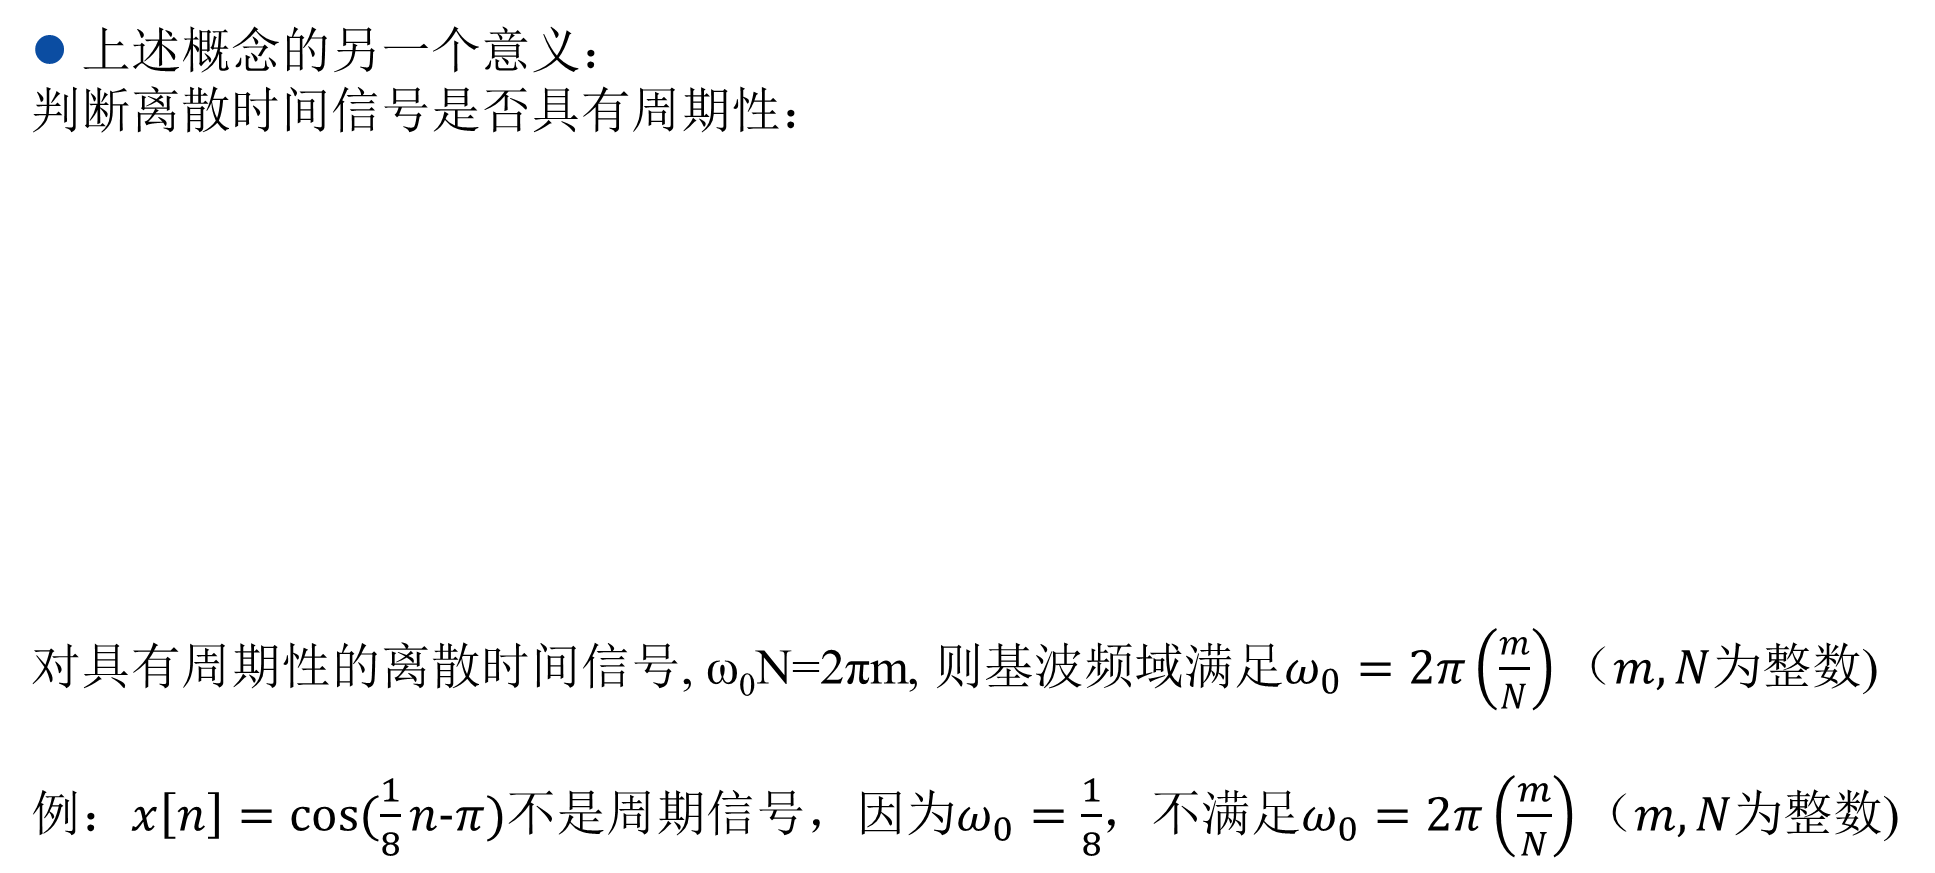 ● 上述概念的另一个意义：
判断离散时间信号是否具有周期性：
对具有周期性的离散时间信号, ω₀N=2πm, 则基波频域满足ω₀ = 2π(m/N)（m, N为整数)
例：x[n] = cos(1/8 n-π)不是周期信号，因为ω₀ = 1/8，不满足ω₀ = 2π(m/N)（m, N为整数)